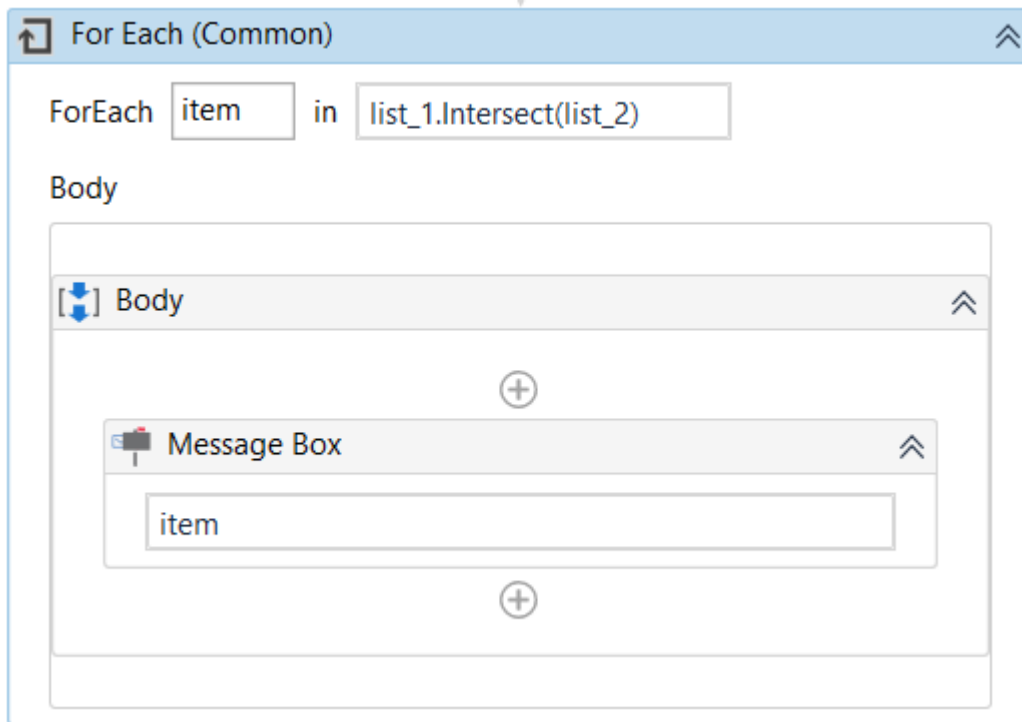 For Each (Common)
ForEach item in list_1.Intersect(list_2)
Body
Body
Message Box
item